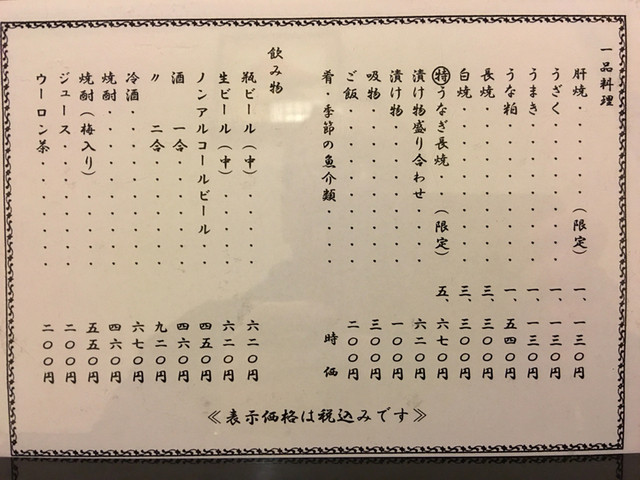 一品料理
肝焼・・・・・(限定) 一、一三〇円
うざく・・・・・・・・ 一、一三〇円
うまき・・・・・・・・ 一、一三〇円
うな粕・・・・・・・・ 一、五四〇円
長焼・・・・・・・・・ 三、三〇〇円
白焼・・・・・・・・・ 三、三〇〇円
㊕うなぎ長焼・・(限定) 五、六七〇円
漬け物盛り合わせ・・・ 六二〇円
漬け物・・・・・・・・ 一〇〇円
吸物・・・・・・・・・ 三〇〇円
ご飯・・・・・・・・・ 二〇〇円
肴・季節の魚介類・・・ 時価
飲み物
瓶ビール(中)・・・・ 六二〇円
生ビール(中)・・・・ 六二〇円
ノンアルコールビール・・ 四五〇円
酒 一合・・・・・・ 四六〇円
〃 二合・・・・・・ 九二〇円
冷酒・・・・・・・・・ 六七〇円
焼酎・・・・・・・・・ 四六〇円
焼酎(梅入り)・・・・ 五五〇円
ジュース・・・・・・・ 二〇〇円
ウーロン茶・・・・・・ 二〇〇円
≪表示価格は税込みです≫